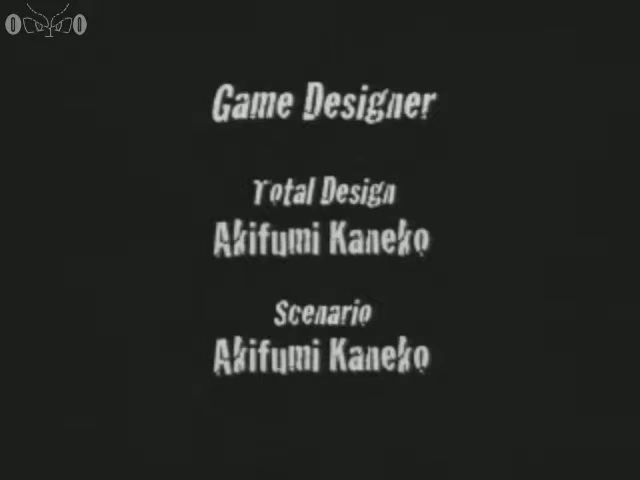 Game Designer
Total Design
Akifumi Kaneko
Scenario
Akifumi Kaneko